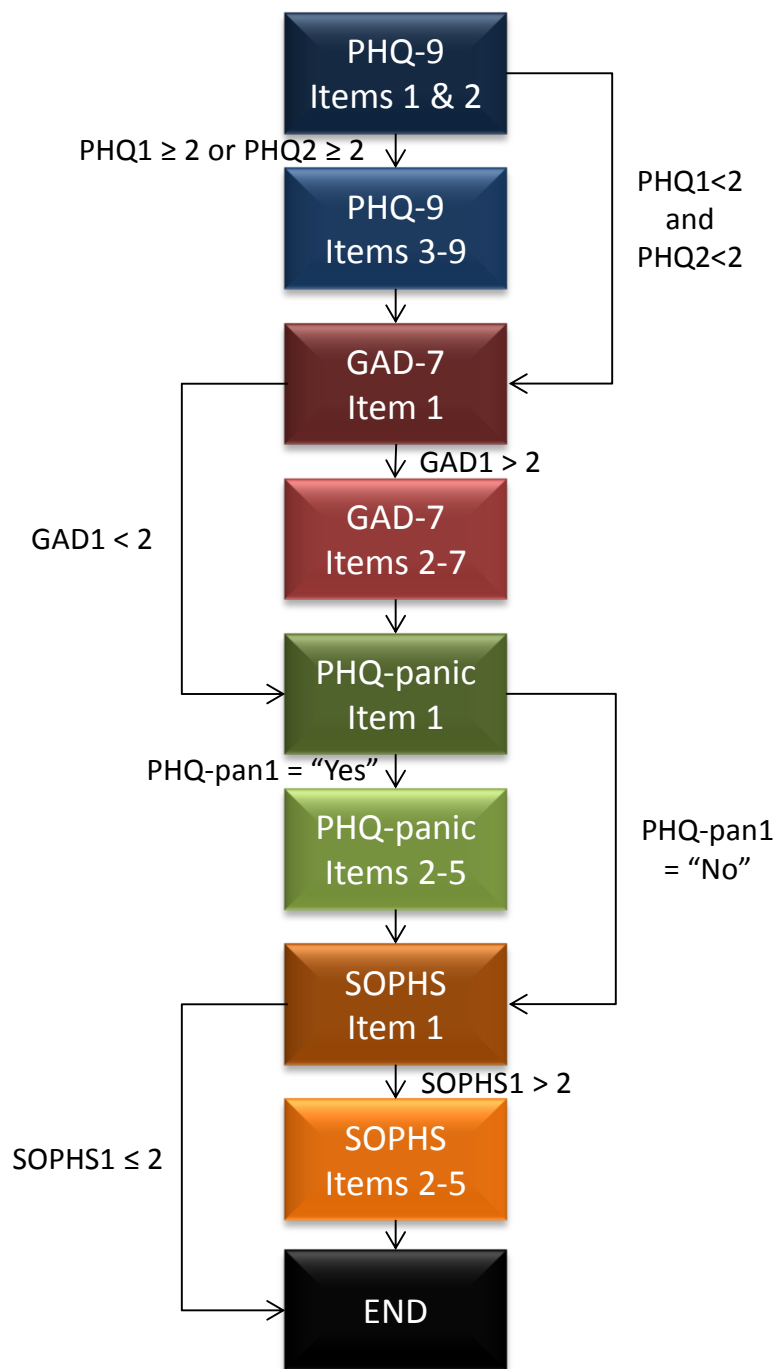 PHQ-9
Items 1 & 2
PHQ1 ≥ 2 or PHQ2 ≥ 2
PHQ1<2
and
PHQ2<2
PHQ-9
Items 3-9
GAD-7
Item 1
GAD1 > 2
GAD1 < 2
GAD-7
Items 2-7
PHQ-panic
Item 1
PHQ-pan1 = “Yes”
PHQ-pan1
= “No”
PHQ-panic
Items 2-5
SOPHS
Item 1
SOPHS1 > 2
SOPHS1 ≤ 2
SOPHS
Items 2-5
END